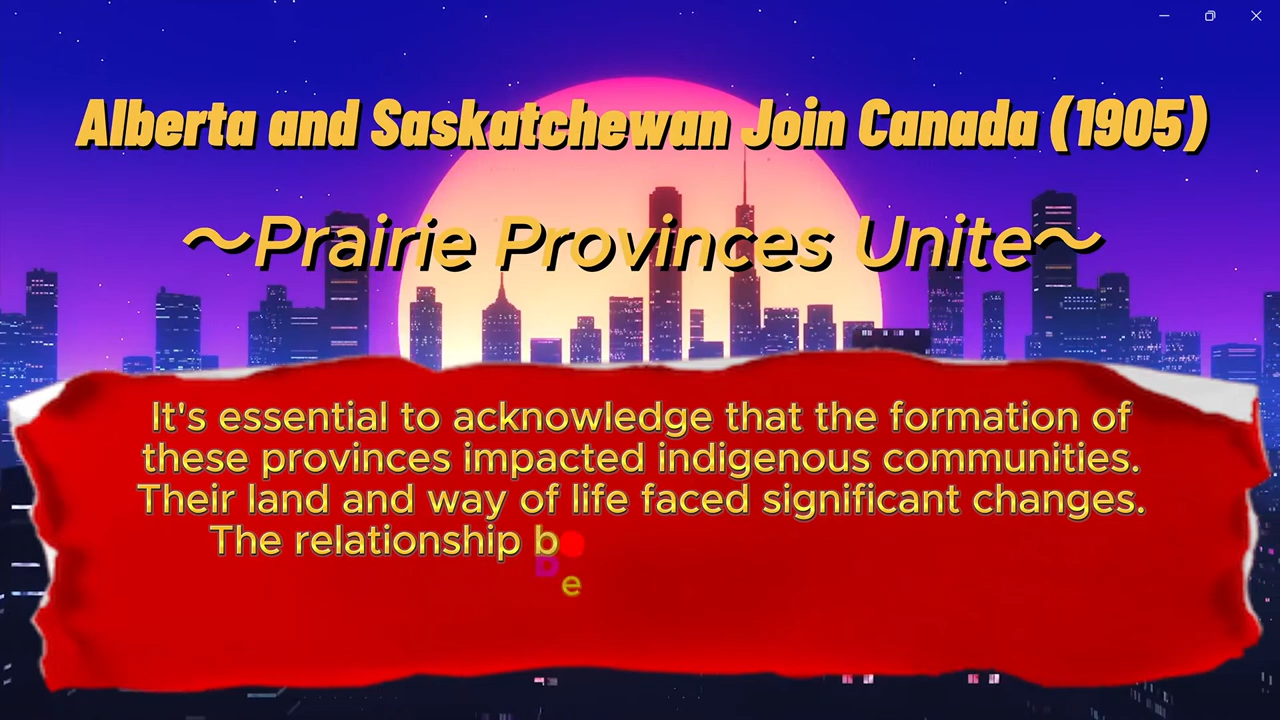 Alberta and Saskatchewan Join Canada (1905)
~Prairie Provinces Unite~
It's essential to acknowledge that the formation of
these provinces impacted indigenous communities.
Their land and way of life faced significant changes.
The relationship be